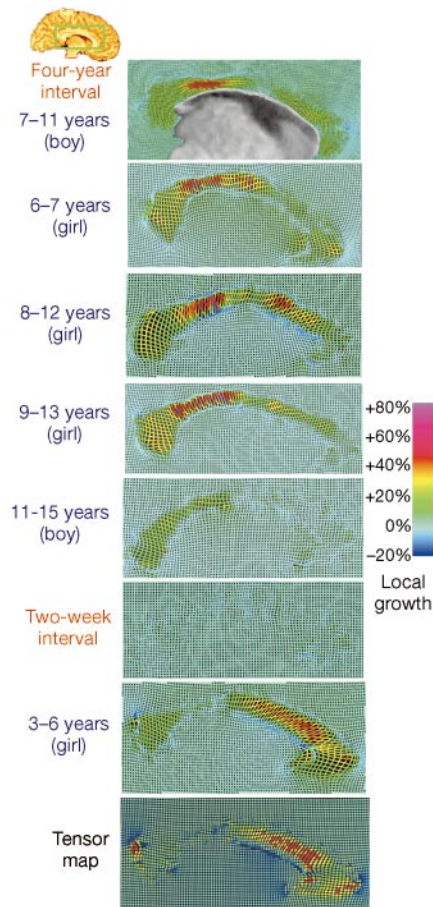 Four-year
interval
7–11 years
(boy)
6–7 years
(girl)
8–12 years
(girl)
9–13 years
(girl)
11-15 years
(boy)
Two-week
interval
3–6 years
(girl)
Tensor
map
+80%
+60%
+40%
+20%
0%
–20%
Local
growth